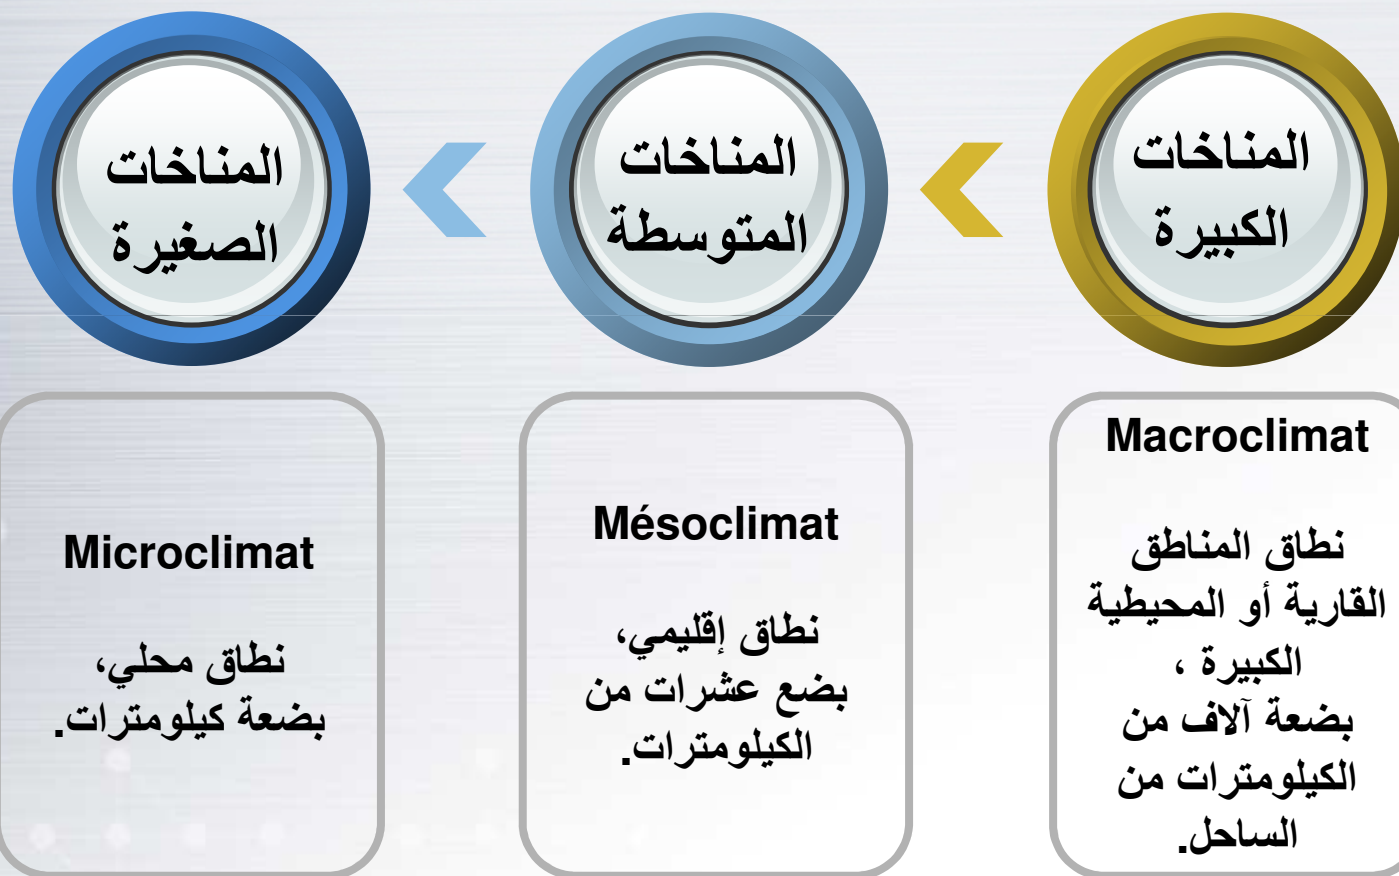 المناخات
الكبيرة
المناخات
المتوسطة
المناخات
الصغيرة
Macroclimat
نطاق المناطق
القارية أو المحيطية
الكبيرة ،
بضعة آلاف من
الكيلومترات من
الساحل.
Mésoclimat
نطاق إقليمي،
بضع عشرات من
الكيلومترات.
Microclimat
نطاق محلي،
بضعة كيلومترات.